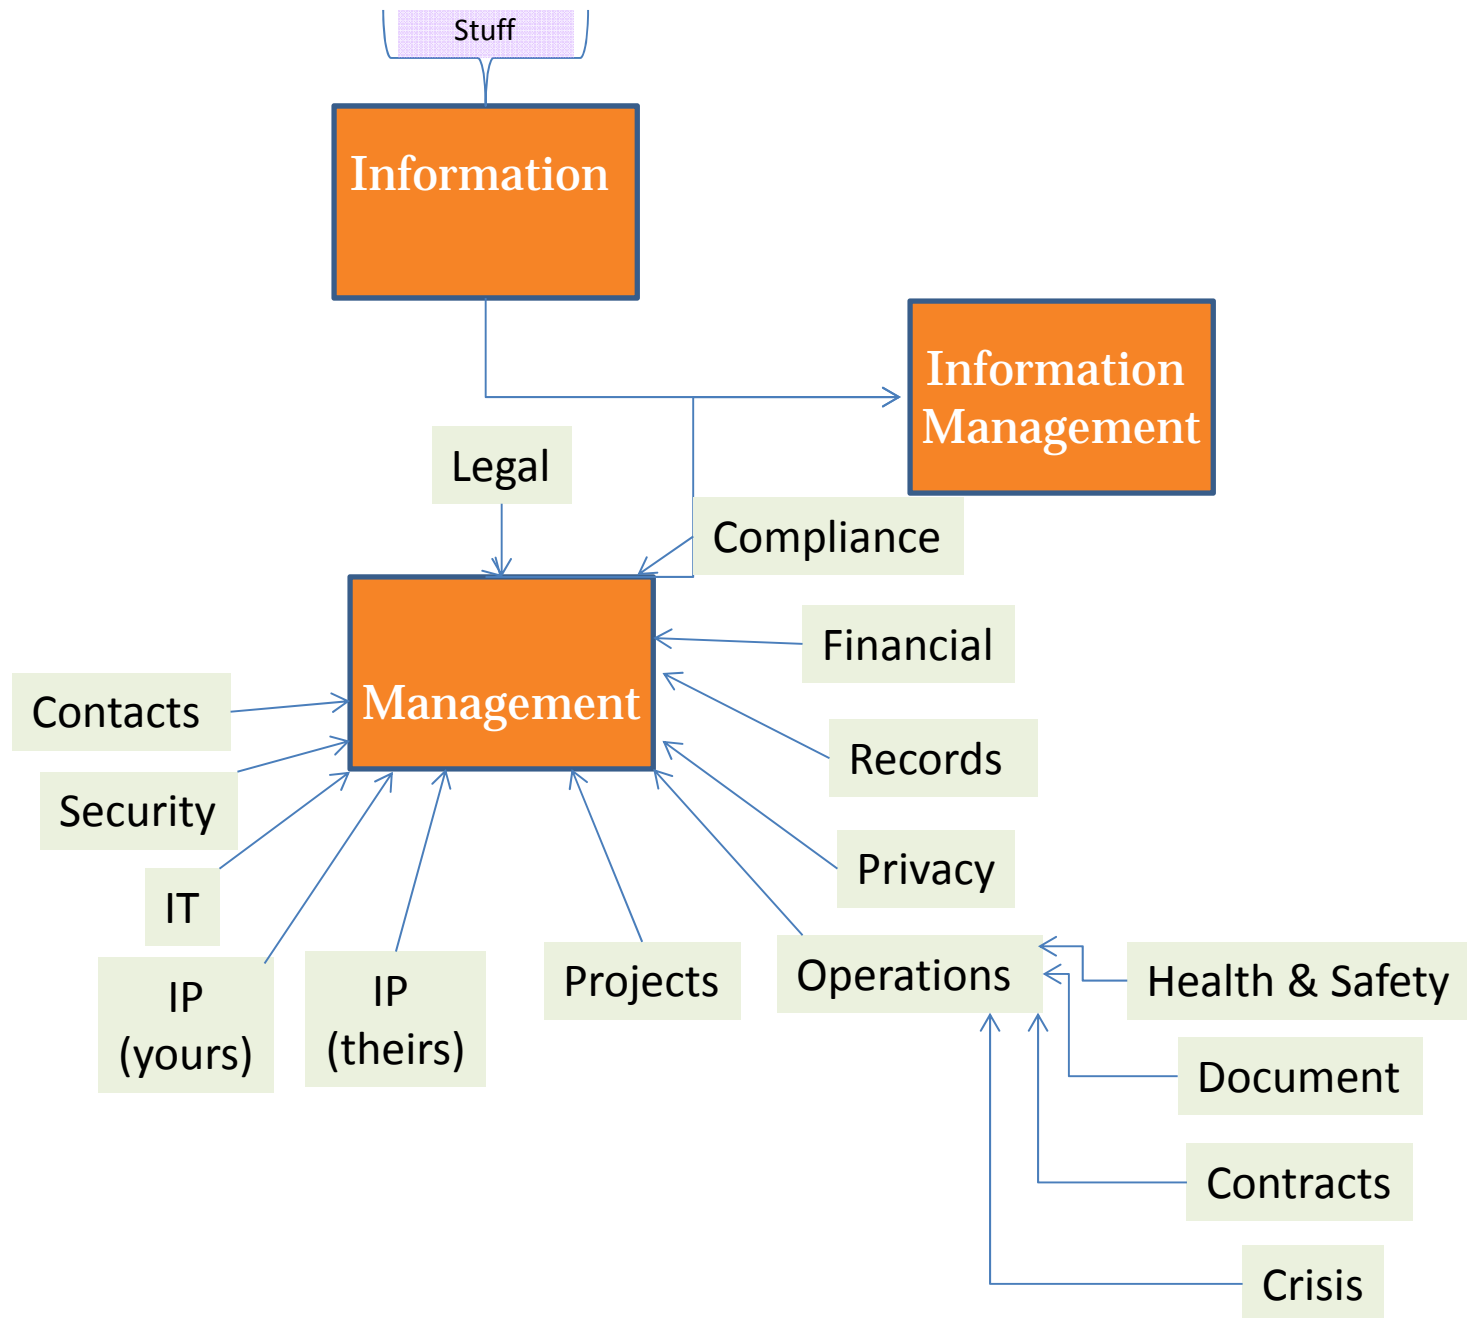 Stuff
Information
Information
Management
Legal
Compliance
Financial
Management
Contacts
Records
Security
Privacy
IT
IP
(yours)
IP
(theirs)
Projects
Operations
Health & Safety
Document
Contracts
Crisis